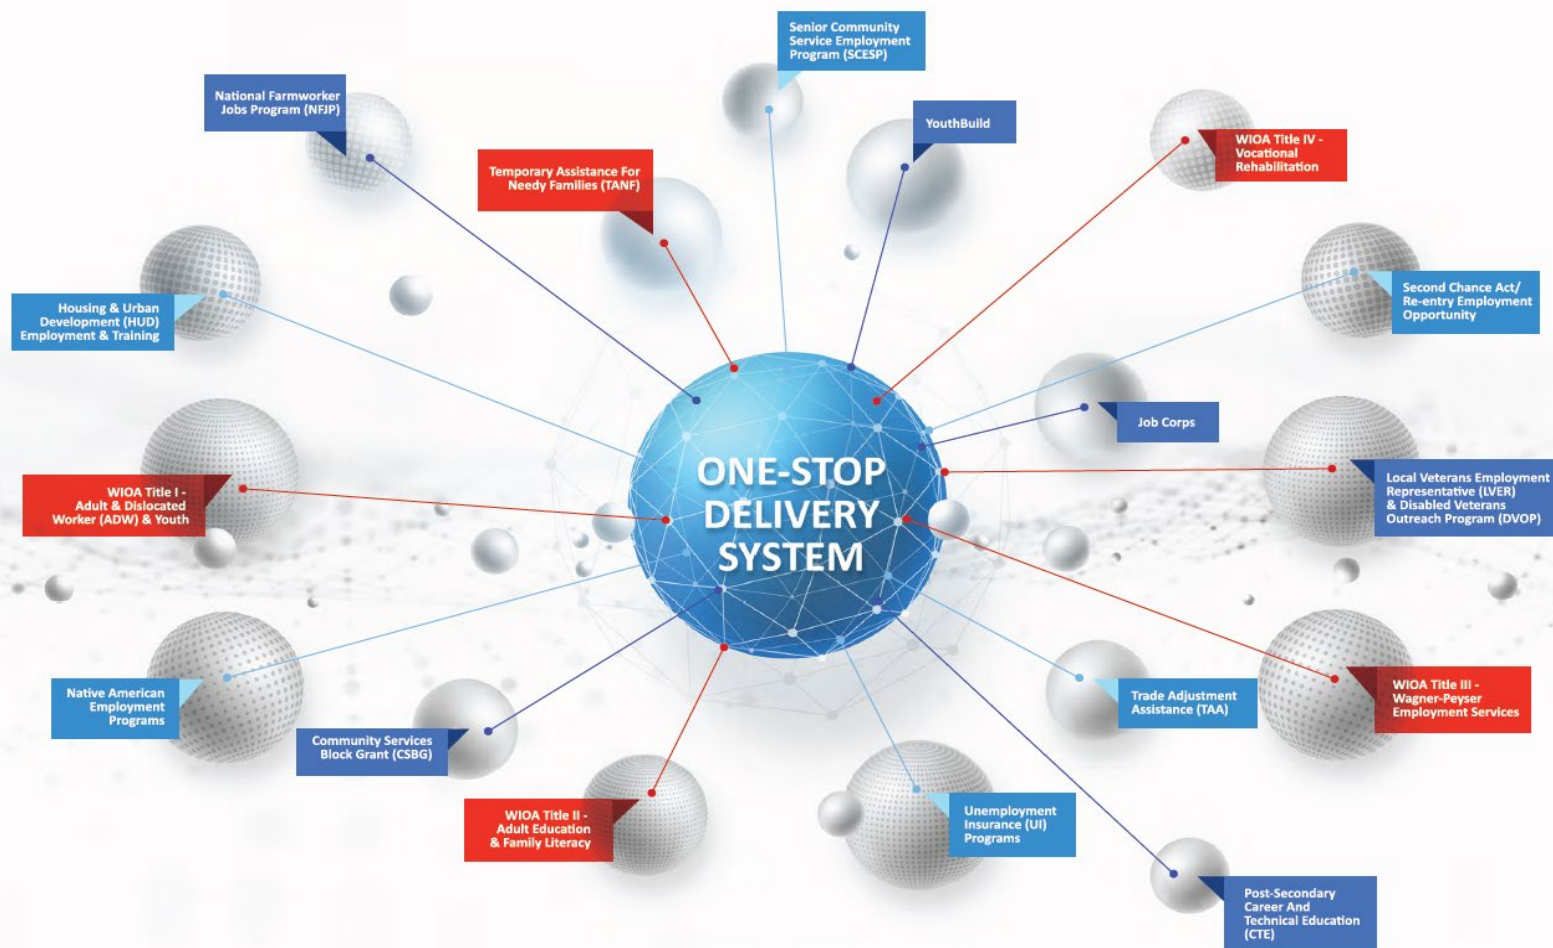 Senior Community
Service Employment
Program (SCESP)
National Farmworker
Jobs Program (NFJP)
YouthBuild
WIOA Title IV -
Vocational
Rehabilitation
Temporary Assistance For
Needy Families (TANF)
Housing & Urban
Development (HUD)
Employment & Training
Second Chance Act/
Re-entry Employment
Opportunity
Job Corps
ONE-STOP
DELIVERY
SYSTEM
WIOA Title I -
Adult & Dislocated
Worker (ADW) & Youth
Local Veterans Employment
Representative (LVER)
& Disabled Veterans
Outreach Program (DVOP)
Native American
Employment
Programs
Trade Adjustment
Assistance (TAA)
WIOA Title III -
Wagner-Peyser
Employment Services
Community Services
Block Grant (CSBG)
WIOA Title II -
Adult Education
& Family Literacy
Unemployment
Insurance (UI)
Programs
Post-Secondary
Career And
Technical Education
(CTE)